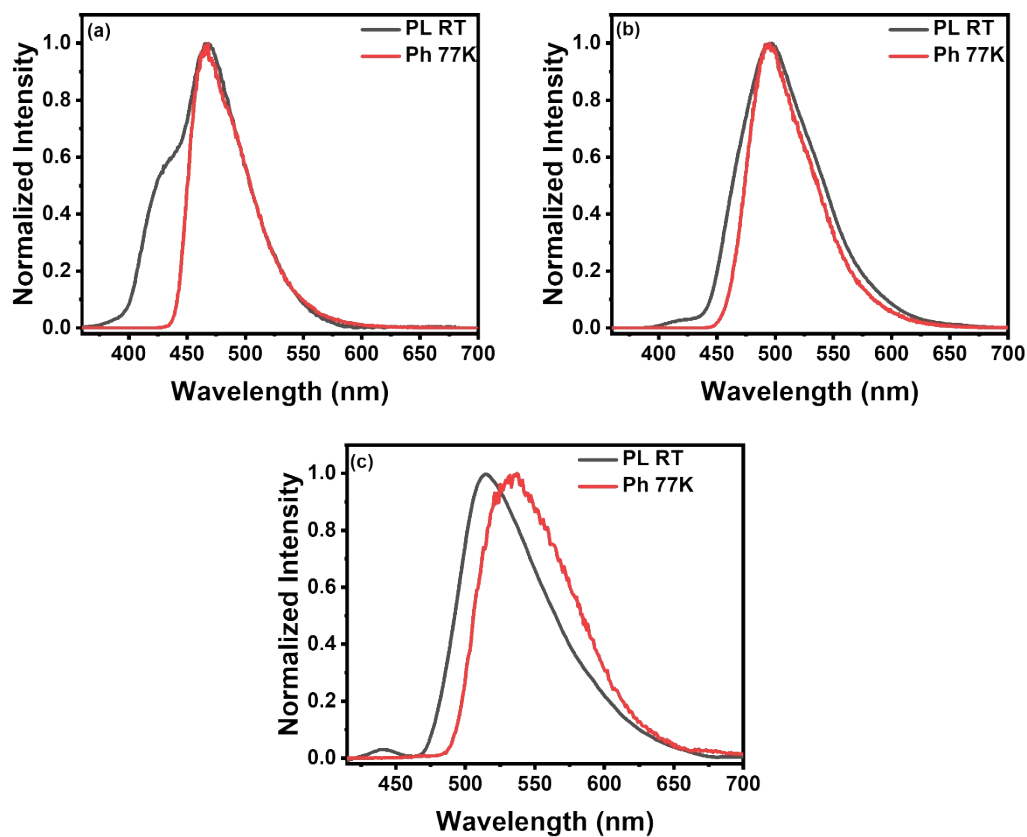 (a)
PL RT
Ph 77K
1.0
0.8
0.6
0.4
0.2
0.0
Normalized Intensity
400 450 500 550 600 650 700
Wavelength (nm)
(b)
PL RT
Ph 77K
1.0
0.8
0.6
0.4
0.2
0.0
Normalized Intensity
400 450 500 550 600 650 700
Wavelength (nm)
(c)
PL RT
Ph 77K
1.0
0.8
0.6
0.4
0.2
0.0
Normalized Intensity
450 500 550 600 650 700
Wavelength (nm)